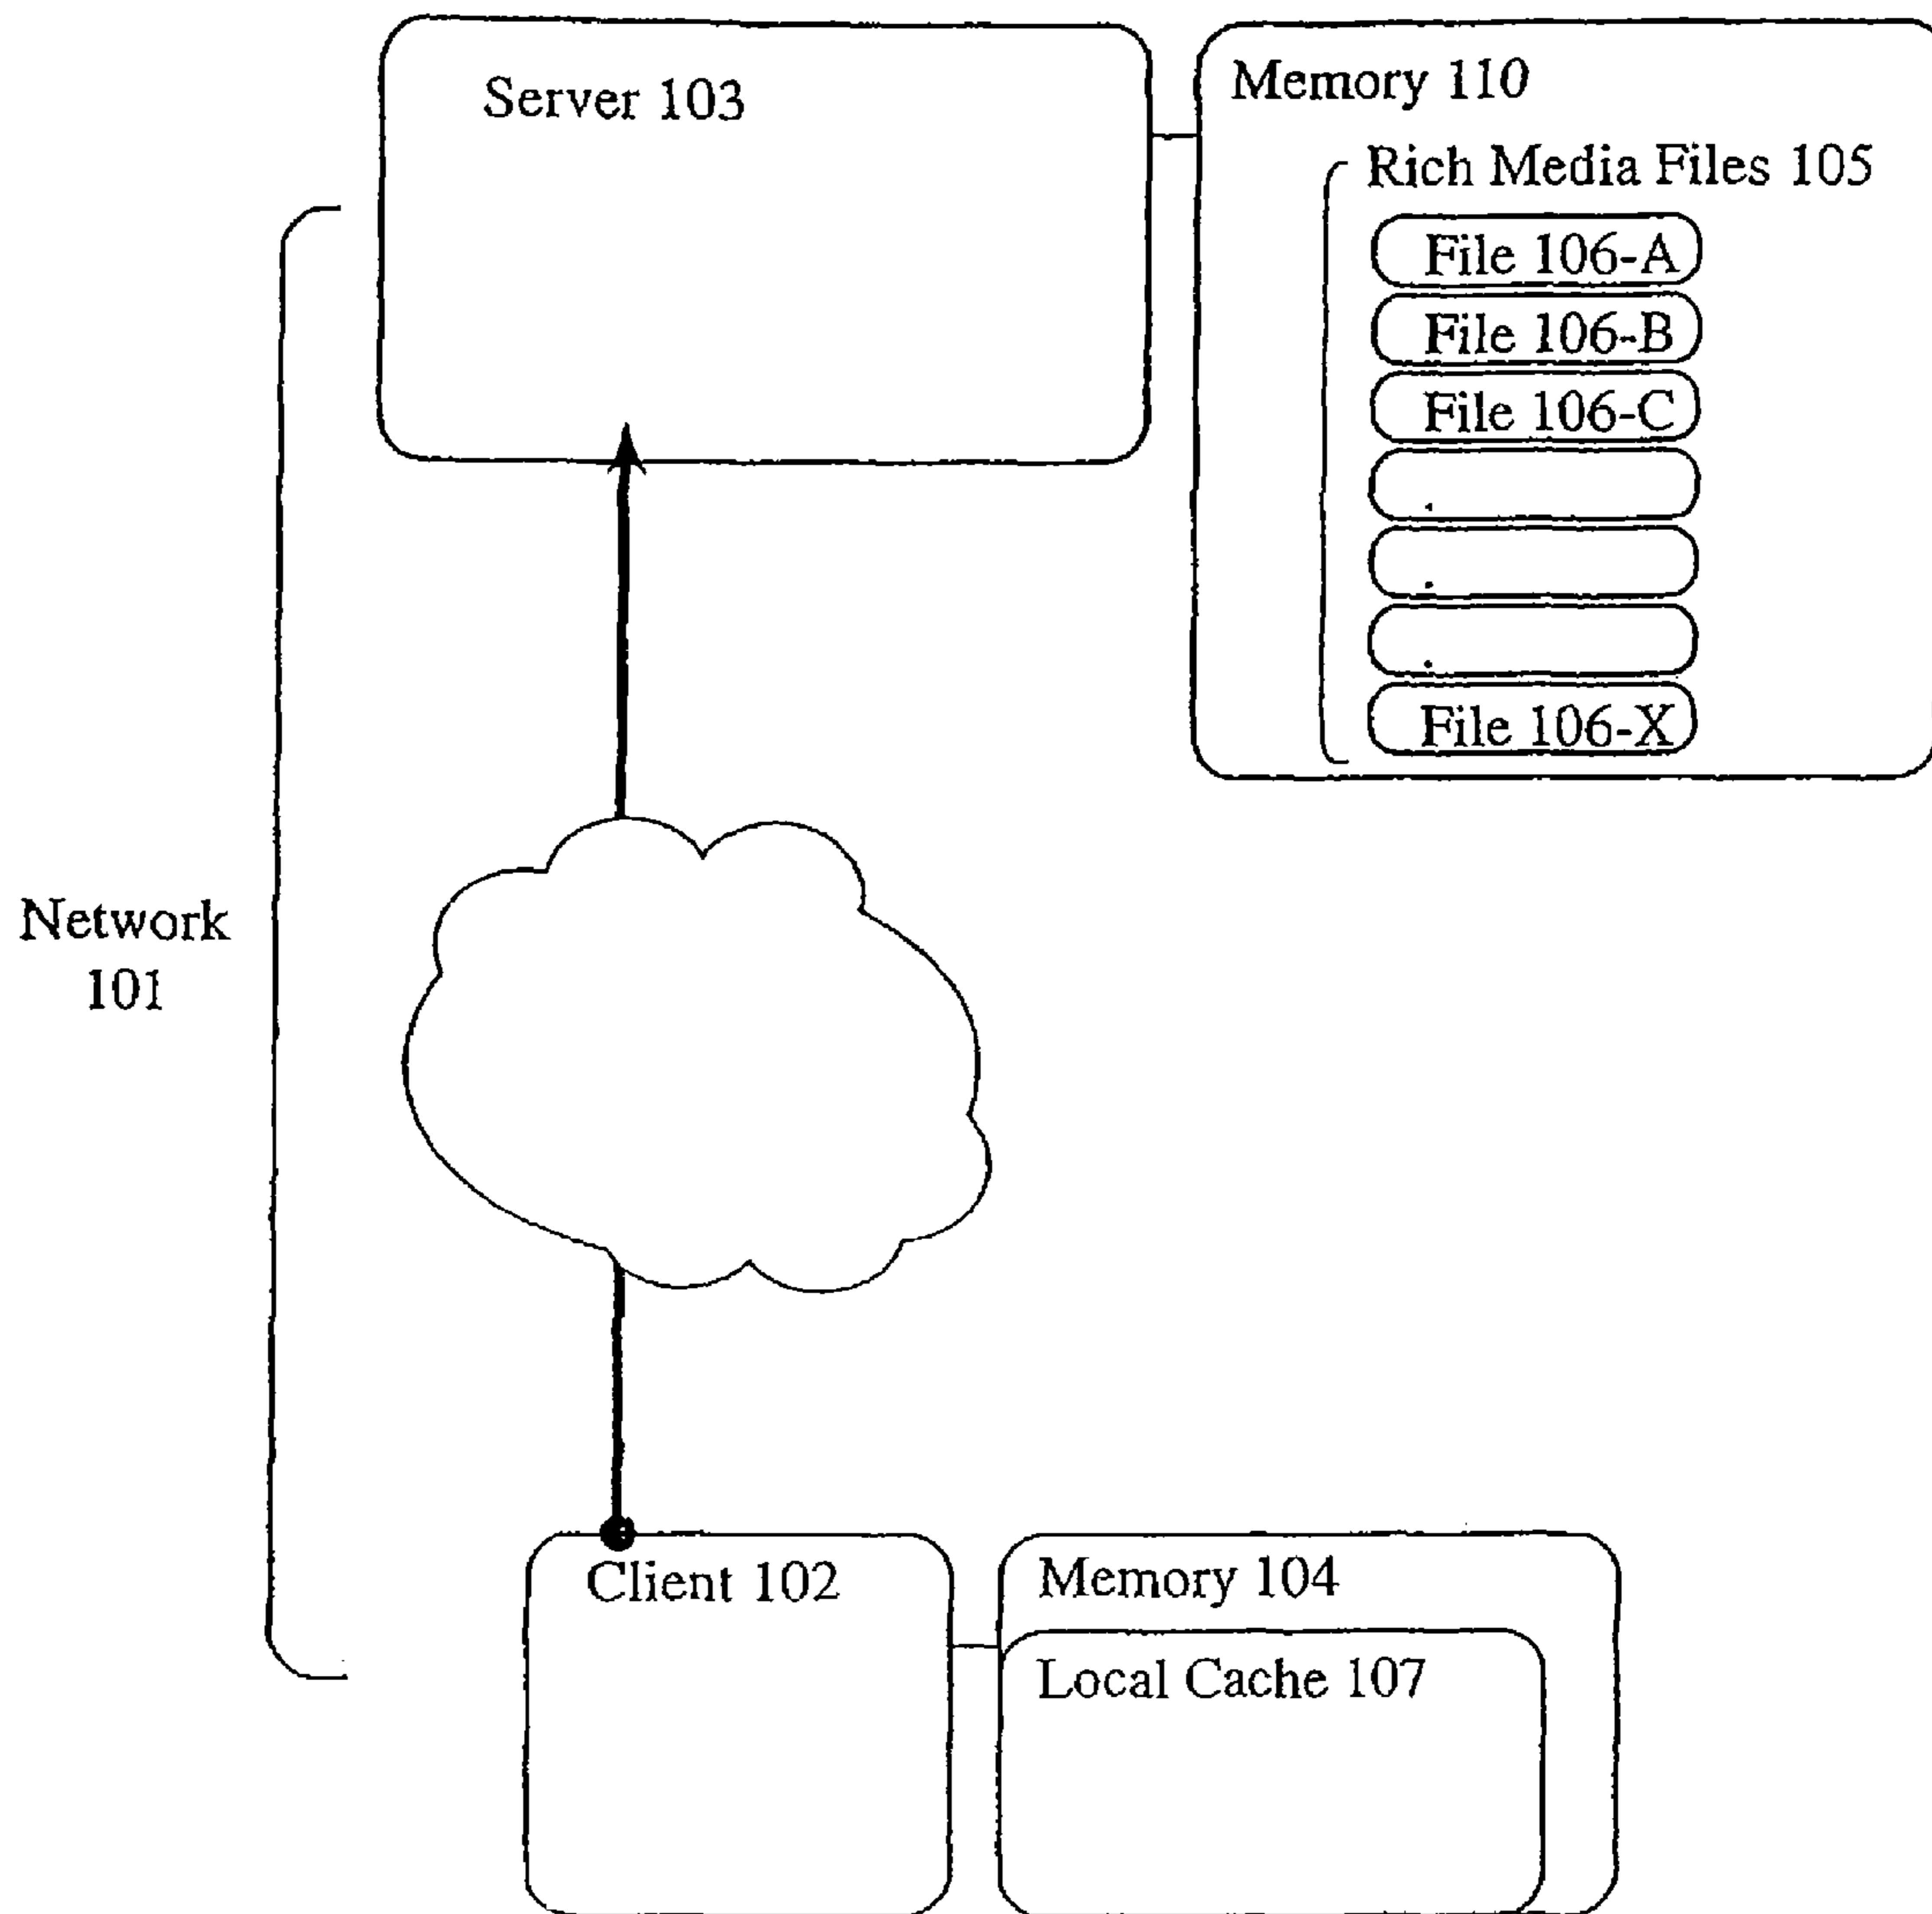 Server 103
Memory 110
Rich Media Files 105
File 106-A
File 106-B
File 106-C
.
.
.
File 106-X
Network
101
Client 102
Memory 104
Local Cache 107